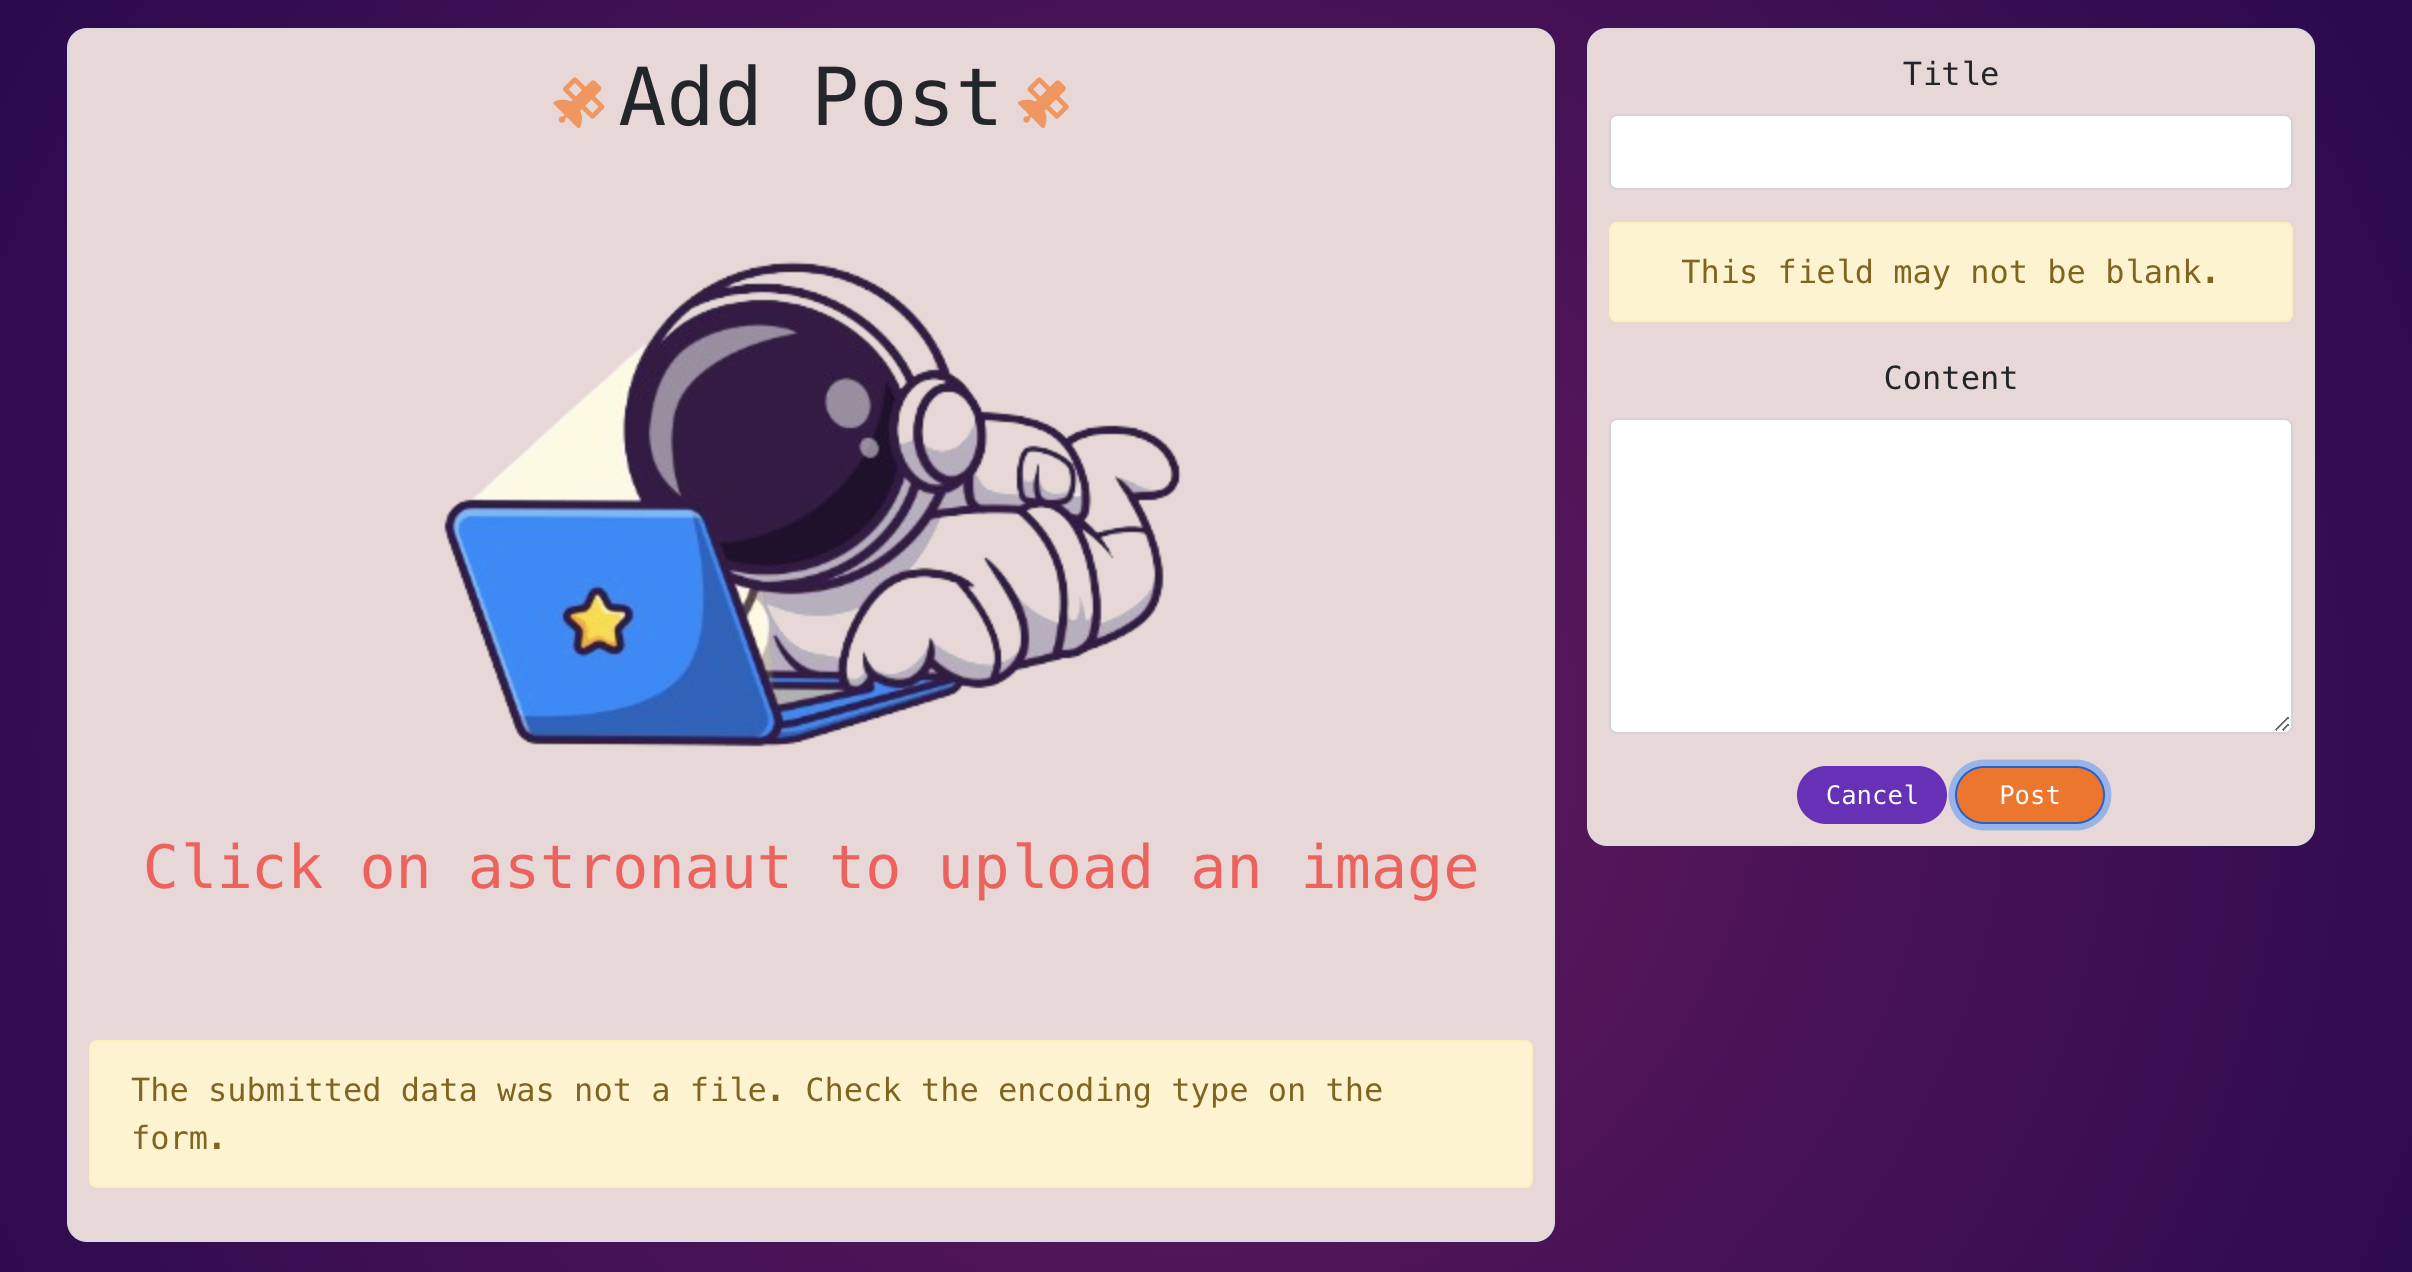 Add Post
Click on astronaut to upload an image
The submitted data was not a file. Check the encoding type on the
form.
Title
This field may not be blank.
Content
Cancel
Post